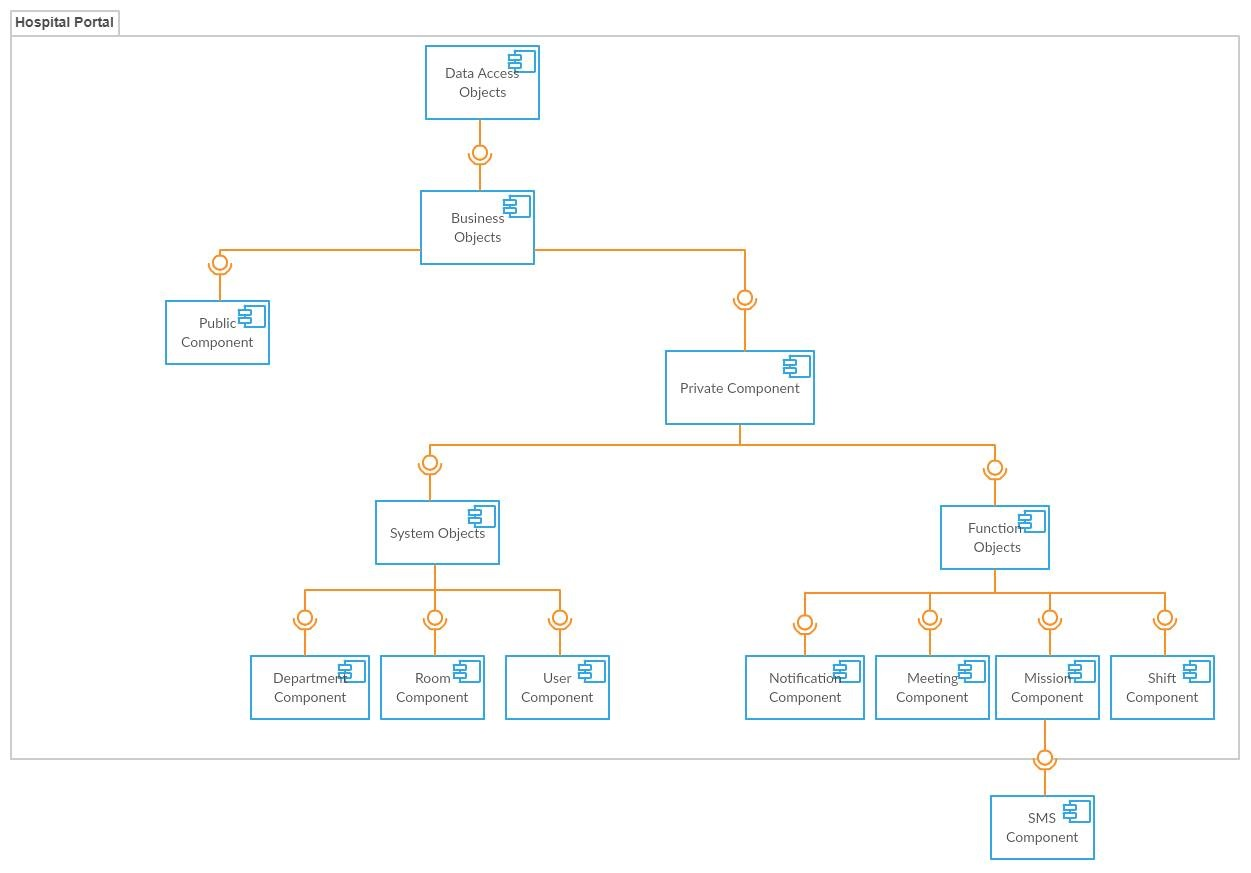 Hospital Portal
Data Access
Objects
Business
Objects
Public
Component
Private Component
System Objects
Function
Objects
Department
Component
Room
Component
User
Component
Notification
Component
Meeting
Component
Mission
Component
Shift
Component
SMS
Component